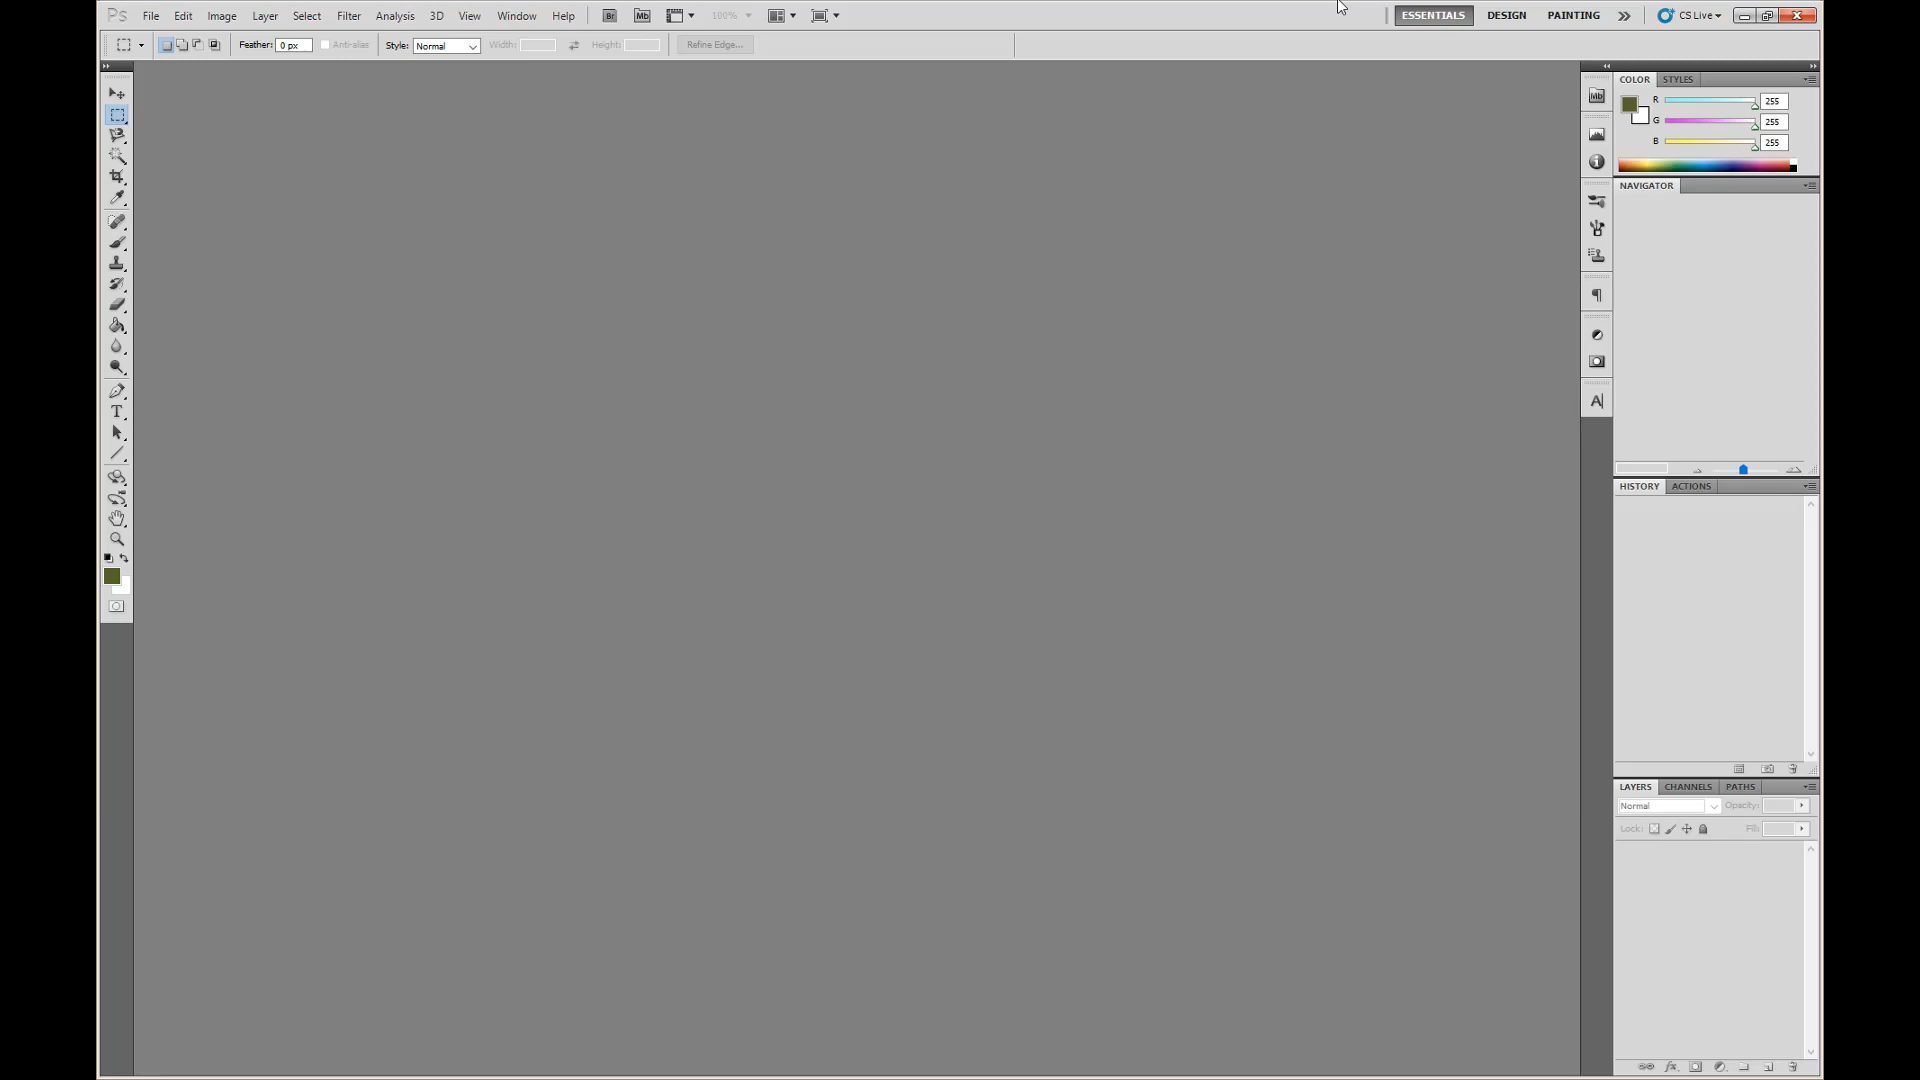 Ps File Edit Image Layer Select Filter Analysis 3D View Window Help Br Mb 100% ESSENTIALS DESIGN PAINTING CS Live
Feather: 0 px Anti-alias Style: Normal Width: Height: Refine Edge...
COLOR STYLES
Mb
R 255
G 255
B 255
NAVIGATOR
A
T
HISTORY ACTIONS
LAYERS CHANNELS PATHS
Normal Opacity:
Lock: Fill:
fx